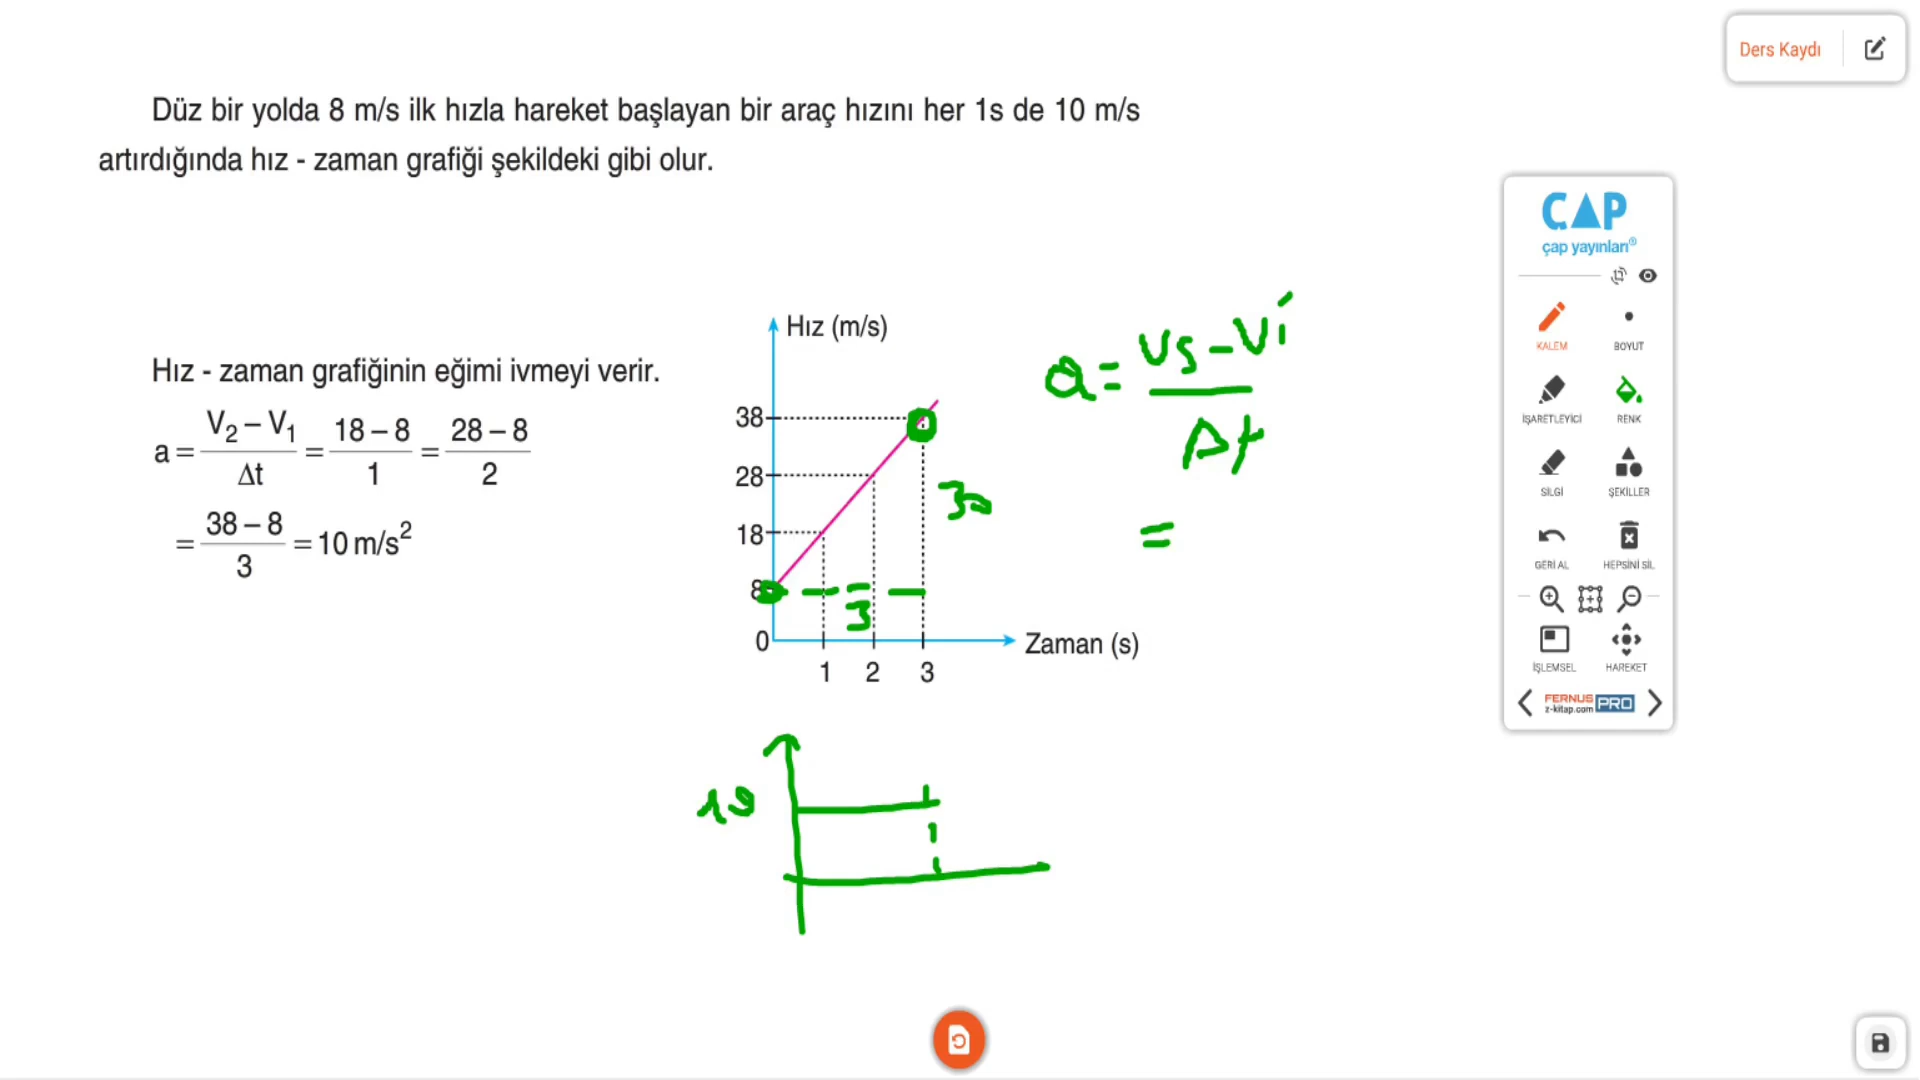 Ders Kaydı
Düz bir yolda 8 m/s ilk hızla hareket başlayan bir araç hızını her 1s de 10 m/s
artırdığında hız - zaman grafiği şekildeki gibi olur.
Hız - zaman grafiğinin eğimi ivmeyi verir.
a = (V₂ – V₁)/Δt = (18 – 8)/1 = (28 – 8)/2
= (38 – 8)/3 = 10 m/s²
Hız (m/s)
38
28
18
8
0
1 2 3
Zaman (s)
30
3
a = (Vs - Vi)/Δt
=
ÇAP
çap yayınları®
KALEM
BOYUT
İŞARETLEYİCİ
RENK
SİLGİ
ŞEKİLLER
GERİ AL
HEPSİNİ SİL
İŞLEMSEL
HAREKET
FERNUS
z-kitap.com
PRO